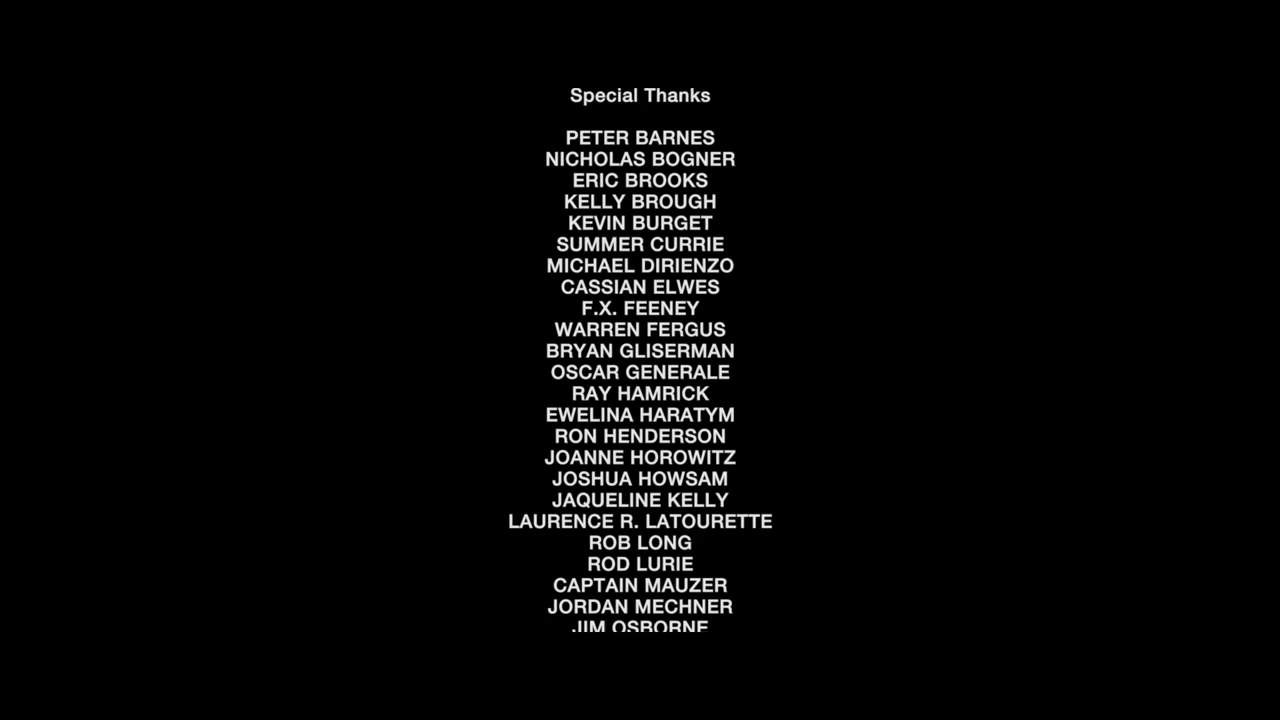 Special Thanks
PETER BARNES
NICHOLAS BOGNER
ERIC BROOKS
KELLY BROUGH
KEVIN BURGET
SUMMER CURRIE
MICHAEL DIRIENZO
CASSIAN ELWES
F.X. FEENEY
WARREN FERGUS
BRYAN GLISERMAN
OSCAR GENERALE
RAY HAMRICK
EWELINA HARATYM
RON HENDERSON
JOANNE HOROWITZ
JOSHUA HOWSAM
JAQUELINE KELLY
LAURENCE R. LATOURETTE
ROB LONG
ROD LURIE
CAPTAIN MAUZER
JORDAN MECHNER
JIM OSBORNE